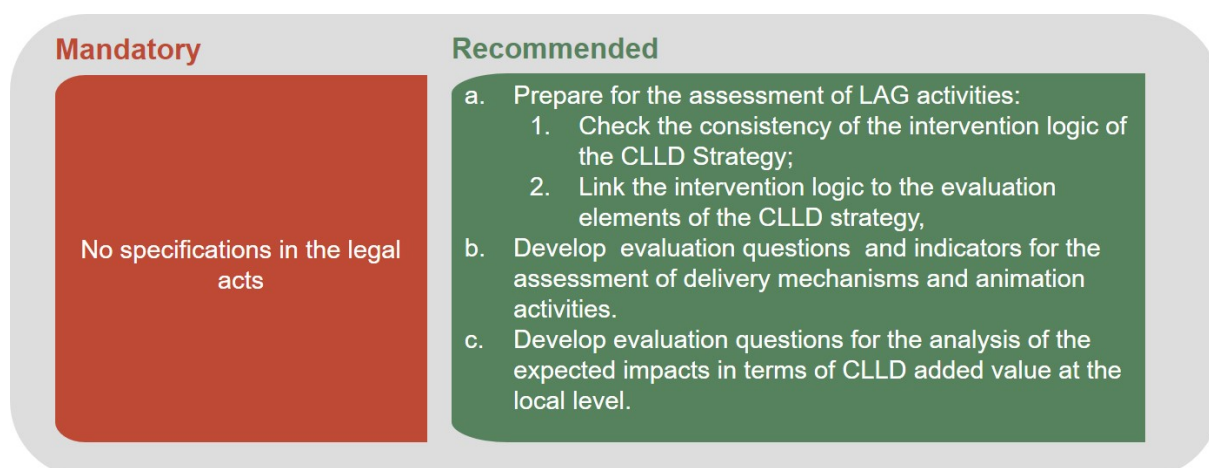 Mandatory
No specifications in the legal
acts
Recommended
a. Prepare for the assessment of LAG activities:
1. Check the consistency of the intervention logic of
the CLLD Strategy;
2. Link the intervention logic to the evaluation
elements of the CLLD strategy,
b. Develop evaluation questions and indicators for the
assessment of delivery mechanisms and animation
activities.
c. Develop evaluation questions for the analysis of the
expected impacts in terms of CLLD added value at the
local level.